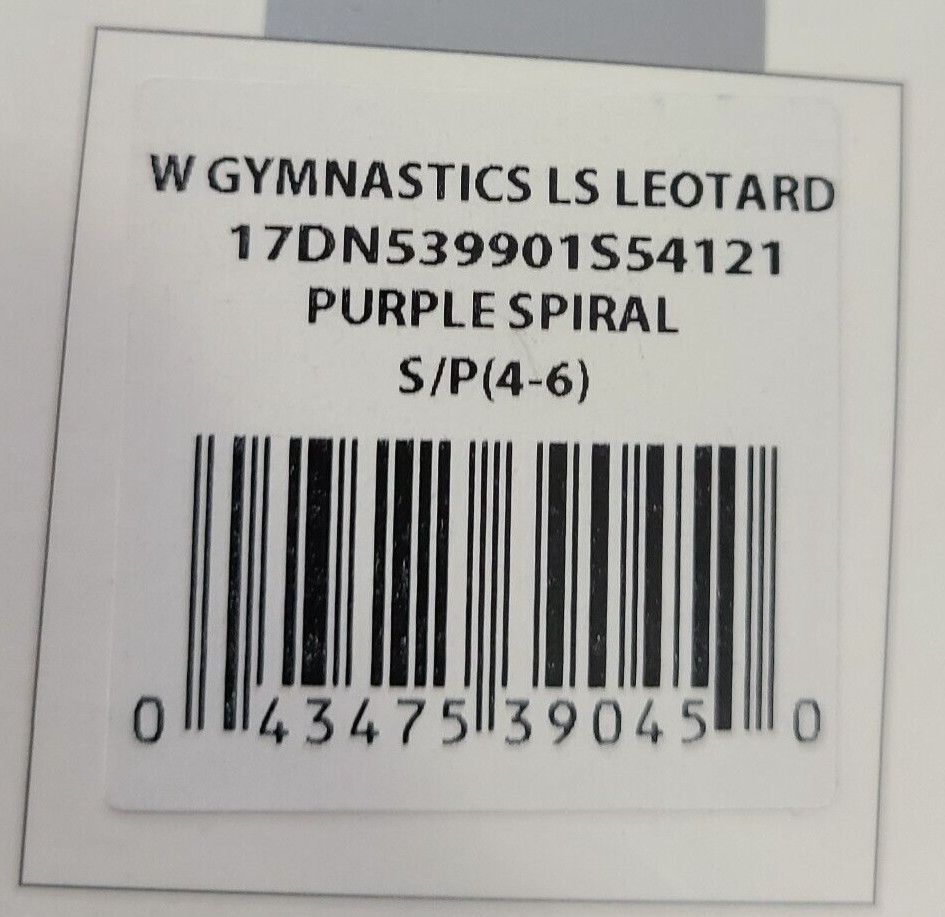 W GYMNASTICS LS LEOTARD
17DN539901S54121
PURPLE SPIRAL
S/P(4-6)
0 43475 39045 0